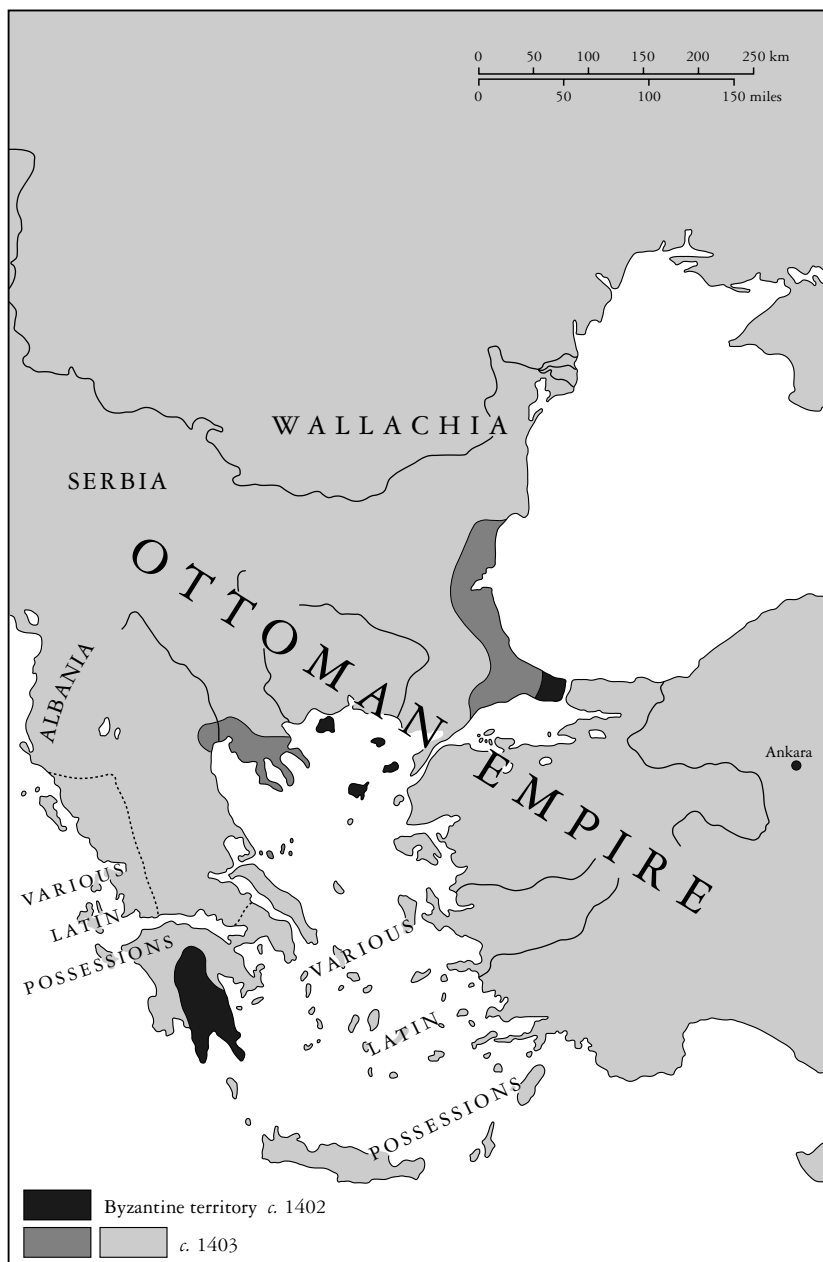 0 50 100 150 200 250 km
0 50 100 150 miles
WALLACHIA
SERBIA
OTTOMAN EMPIRE
ALBANIA
Ankara
VARIOUS
LATIN
POSSESSIONS
VARIOUS
LATIN
POSSESSIONS
Byzantine territory c. 1402
c. 1403